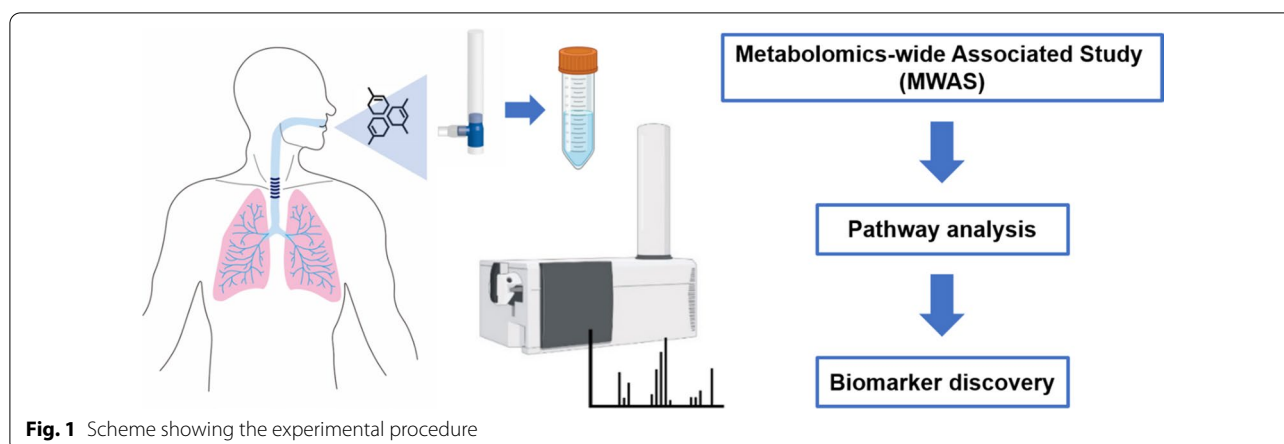 Metabolomics-wide Associated Study
(MWAS)
Pathway analysis
Biomarker discovery
Fig. 1 Scheme showing the experimental procedure